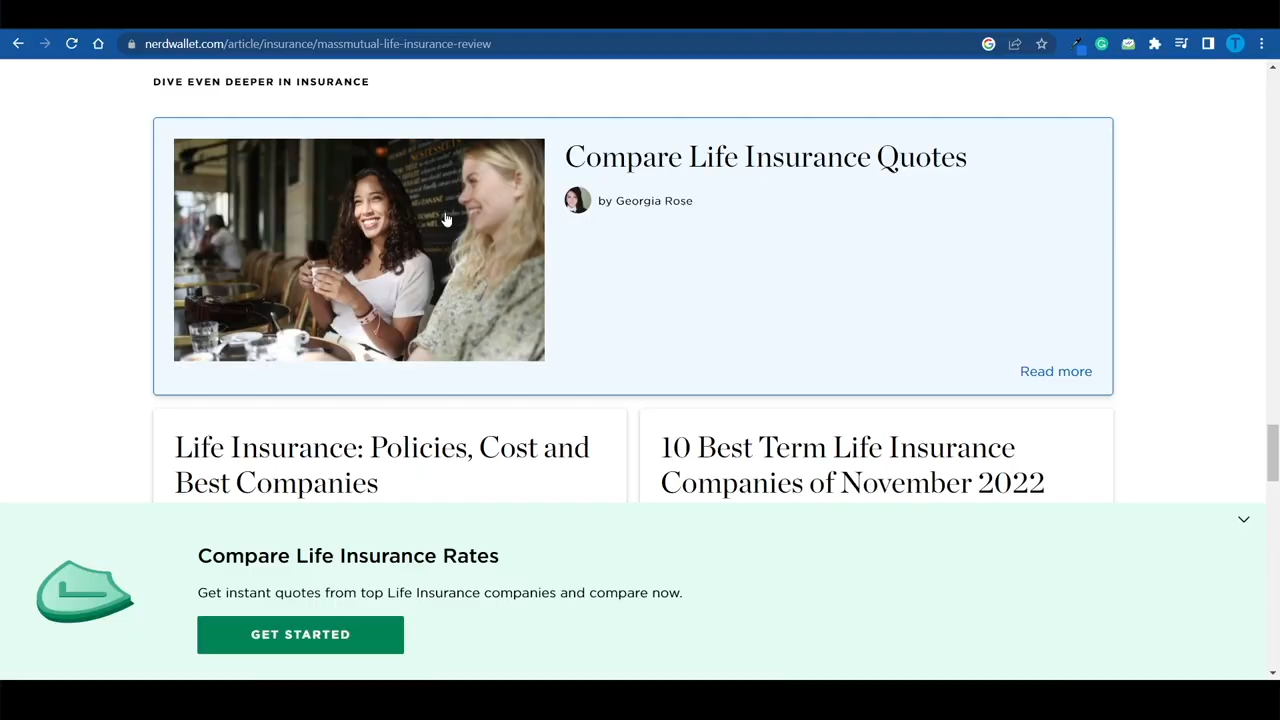 nerdwallet.com/article/insurance/massmutual-life-insurance-review
T
DIVE EVEN DEEPER IN INSURANCE
Compare Life Insurance Quotes
by Georgia Rose
Read more
Life Insurance: Policies, Cost and
Best Companies
10 Best Term Life Insurance
Companies of November 2022
Compare Life Insurance Rates
Get instant quotes from top Life Insurance companies and compare now.
GET STARTED